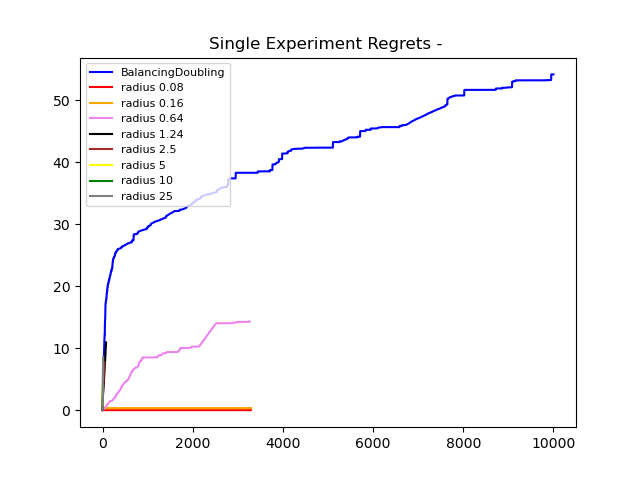 Single Experiment Regrets -
BalancingDoubling
radius 0.08
radius 0.16
radius 0.64
radius 1.24
radius 2.5
radius 5
radius 10
radius 25
50
40
30
20
10
0
0 2000 4000 6000 8000 10000